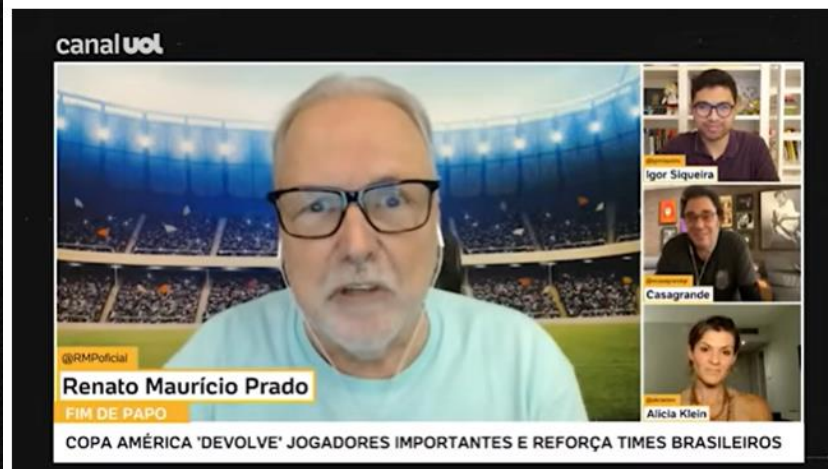 canal uol
@RMPoficial
Renato Maurício Prado
FIM DE PAPO
Igor Siqueira
Casagrande
Alicia Klein
COPA AMÉRICA 'DEVOLVE' JOGADORES IMPORTANTES E REFORÇA TIMES BRASILEIROS